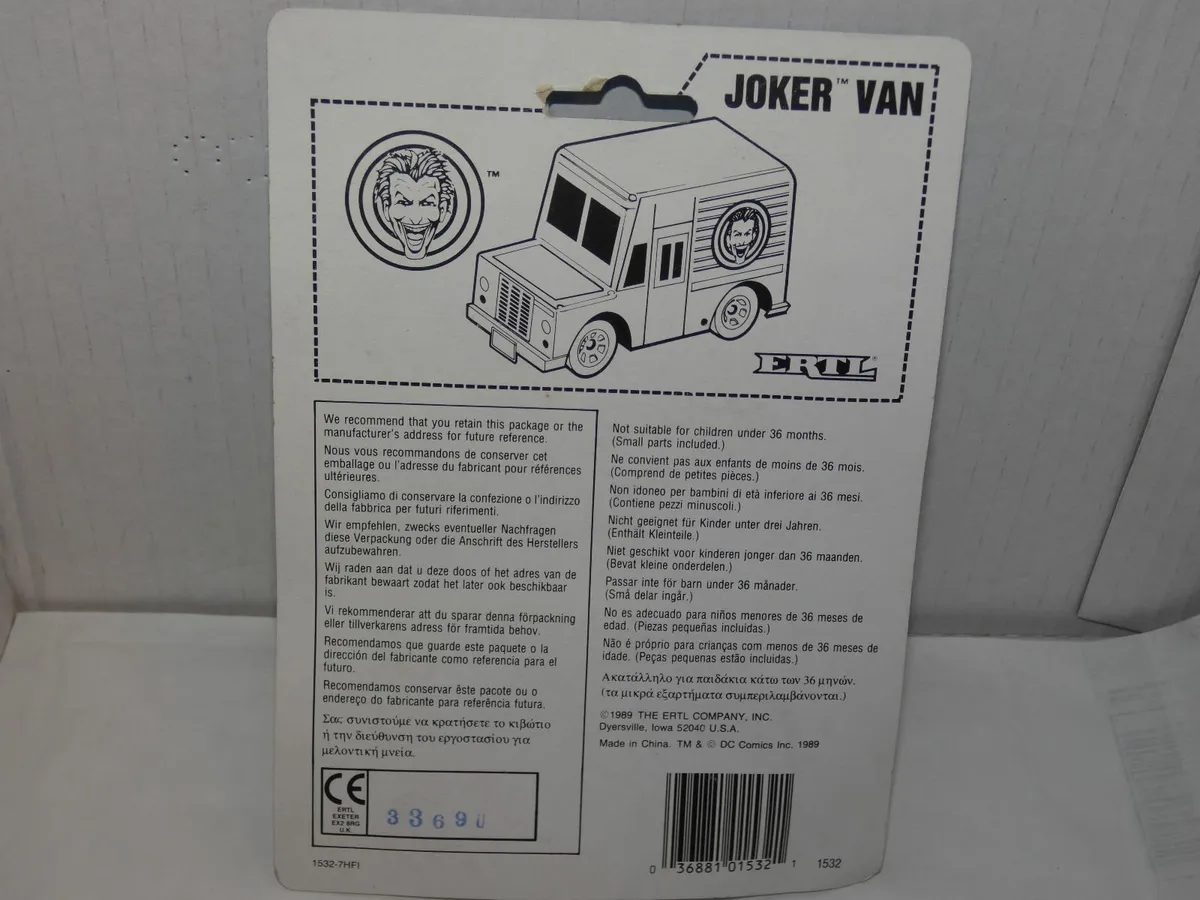 JOKER™ VAN
™
ERTL®
We recommend that you retain this package or the
manufacturer's address for future reference.
Nous vous recommandons de conserver cet
emballage ou l'adresse du fabricant pour références
ultérieures.
Consigliamo di conservare la confezione o l'indirizzo
della fabbrica per futuri riferimenti.
Wir empfehlen, zwecks eventueller Nachfragen
diese Verpackung oder die Anschrift des Herstellers
aufzubewahren.
Wij raden aan dat u deze doos of het adres van de
fabrikant bewaart zodat het later ook beschikbaar
is.
Vi rekommenderar att du sparar denna förpackning
eller tillverkarens adress för framtida behov.
Recomendamos que guarde este paquete o la
dirección del fabricante como referencia para el
futuro.
Recomendamos conservar êste pacote ou o
endereço do fabricante para referência futura.
Σας συνιστούμε να κρατήσετε το κιβώτιο
ή την διεύθυνση του εργοστασίου για
μελοντική μνεία.
CE
ERTL
EXETER
EX2 8RG
U.K.
3369
1532-7HFI
Not suitable for children under 36 months.
(Small parts included.)
Ne convient pas aux enfants de moins de 36 mois.
(Comprend de petites pièces.)
Non idoneo per bambini di età inferiore ai 36 mesi.
(Contiene pezzi minuscoli.)
Nicht geeignet für Kinder unter drei Jahren.
(Enthält Kleinteile.)
Niet geschikt voor kinderen jonger dan 36 maanden.
(Bevat kleine onderdelen.)
Passar inte för barn under 36 månader.
(Små delar ingår.)
No es adecuado para niños menores de 36 meses de
edad. (Piezas pequeñas incluidas.)
Não é próprio para crianças com menos de 36 meses de
idade. (Peças pequenas estão incluidas.)
Ακατάλληλο για παιδάκια κάτω των 36 μηνών.
(τα μικρά εξαρτήματα συμπεριλαμβάνονται.)
©1989 THE ERTL COMPANY, INC.
Dyersville, Iowa 52040 U.S.A.
Made in China. TM & © DC Comics Inc. 1989
0 36881 01532 1
1532